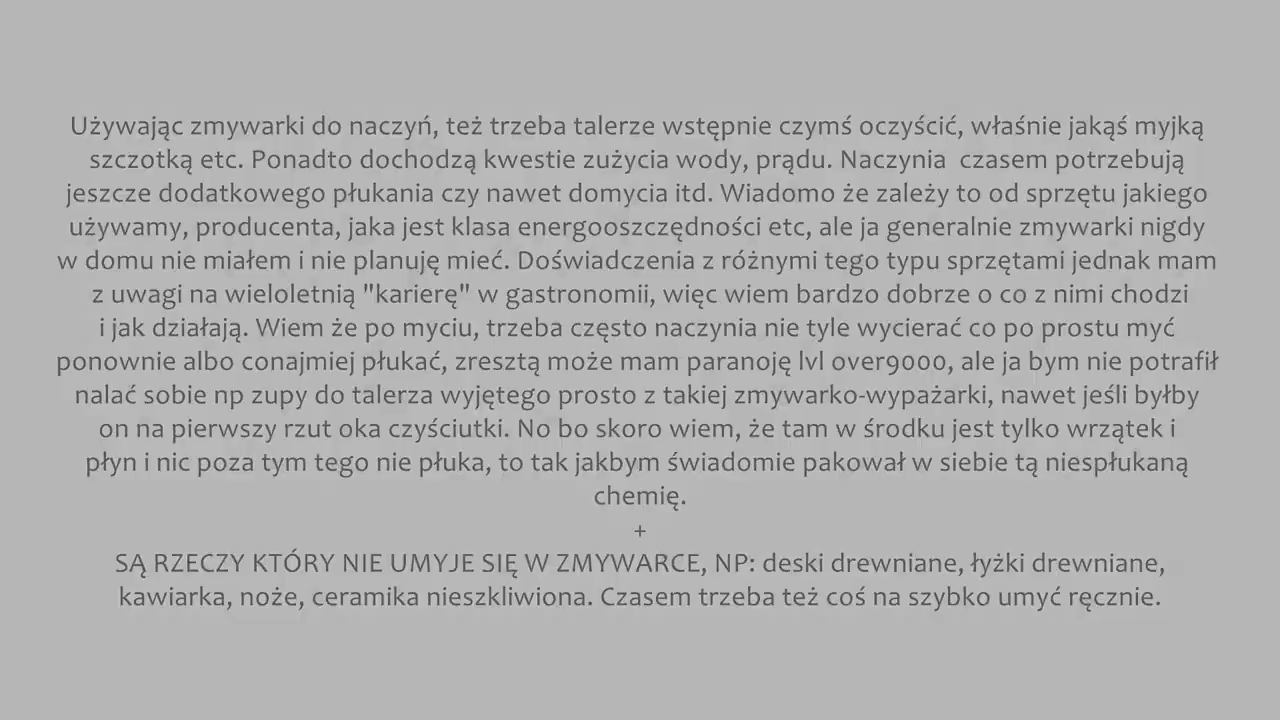 Używając zmywarki do naczyń, też trzeba talerze wstępnie czymś oczyścić, właśnie jakąś myjką
szczotką etc. Ponadto dochodzą kwestie zużycia wody, prądu. Naczynia  czasem potrzebują
jeszcze dodatkowego płukania czy nawet domycia itd. Wiadomo że zależy to od sprzętu jakiego
używamy, producenta, jaka jest klasa energooszczędności etc, ale ja generalnie zmywarki nigdy
w domu nie miałem i nie planuję mieć. Doświadczenia z różnymi tego typu sprzętami jednak mam
z uwagi na wieloletnią "karierę" w gastronomii, więc wiem bardzo dobrze o co z nimi chodzi
i jak działają. Wiem że po myciu, trzeba często naczynia nie tyle wycierać co po prostu myć
ponownie albo conajmiej płukać, zresztą może mam paranoję lvl over9000, ale ja bym nie potrafił
nalać sobie np zupy do talerza wyjętego prosto z takiej zmywarko-wypażarki, nawet jeśli byłby
on na pierwszy rzut oka czyściutki. No bo skoro wiem, że tam w środku jest tylko wrzątek i
płyn i nic poza tym tego nie płuka, to tak jakbym świadomie pakował w siebie tą niespłukaną
chemię.
+
SĄ RZECZY KTÓRY NIE UMYJE SIĘ W ZMYWARCE, NP: deski drewniane, łyżki drewniane,
kawiarka, noże, ceramika nieszkliwiona. Czasem trzeba też coś na szybko umyć ręcznie.